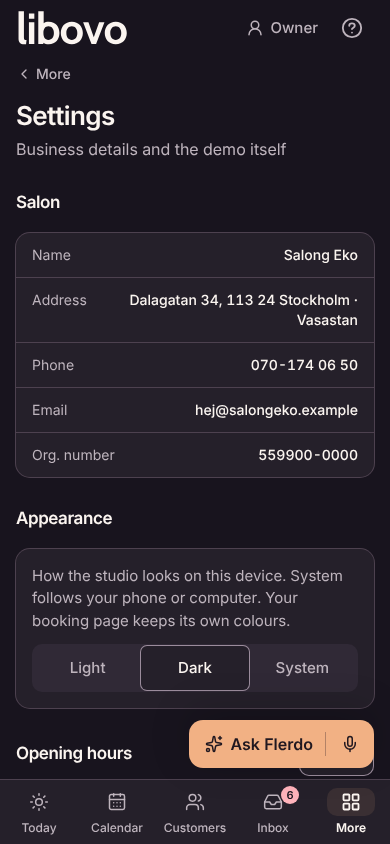 libovo
Owner
More
Settings
Business details and the demo itself
Salon
Name
Salong Eko
Address
Dalagatan 34, 113 24 Stockholm ·
Vasastan
Phone
070-174 06 50
Email
hej@salongeko.example
Org. number
559900-0000
Appearance
How the studio looks on this device. System
follows your phone or computer. Your
booking page keeps its own colours.
Light
Dark
System
Opening hours
Ask Flerdo
6
Today
Calendar
Customers
Inbox
More